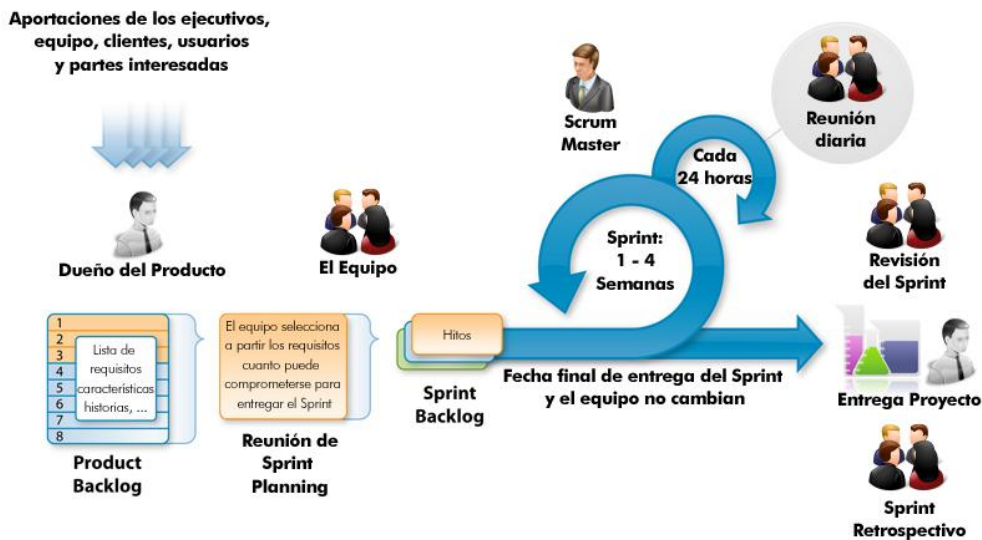 Aportaciones de los ejecutivos,
equipo, clientes, usuarios
y partes interesadas
Dueño del Producto
El Equipo
Scrum
Master
Cada
24 horas
Reunión
diaria
Sprint:
1 - 4
Semanas
Revisión
del Sprint
1
2
3
4
5
6
7
8
Lista de
requisitos
características
historias, ...
Product
Backlog
El equipo selecciona
a partir los requisitos
cuanto puede
comprometerse para
entregar el Sprint
Reunión de
Sprint
Planning
Hitos
Sprint
Backlog
Fecha final de entrega del Sprint
y el equipo no cambian
Entrega Proyecto
Sprint
Retrospectivo